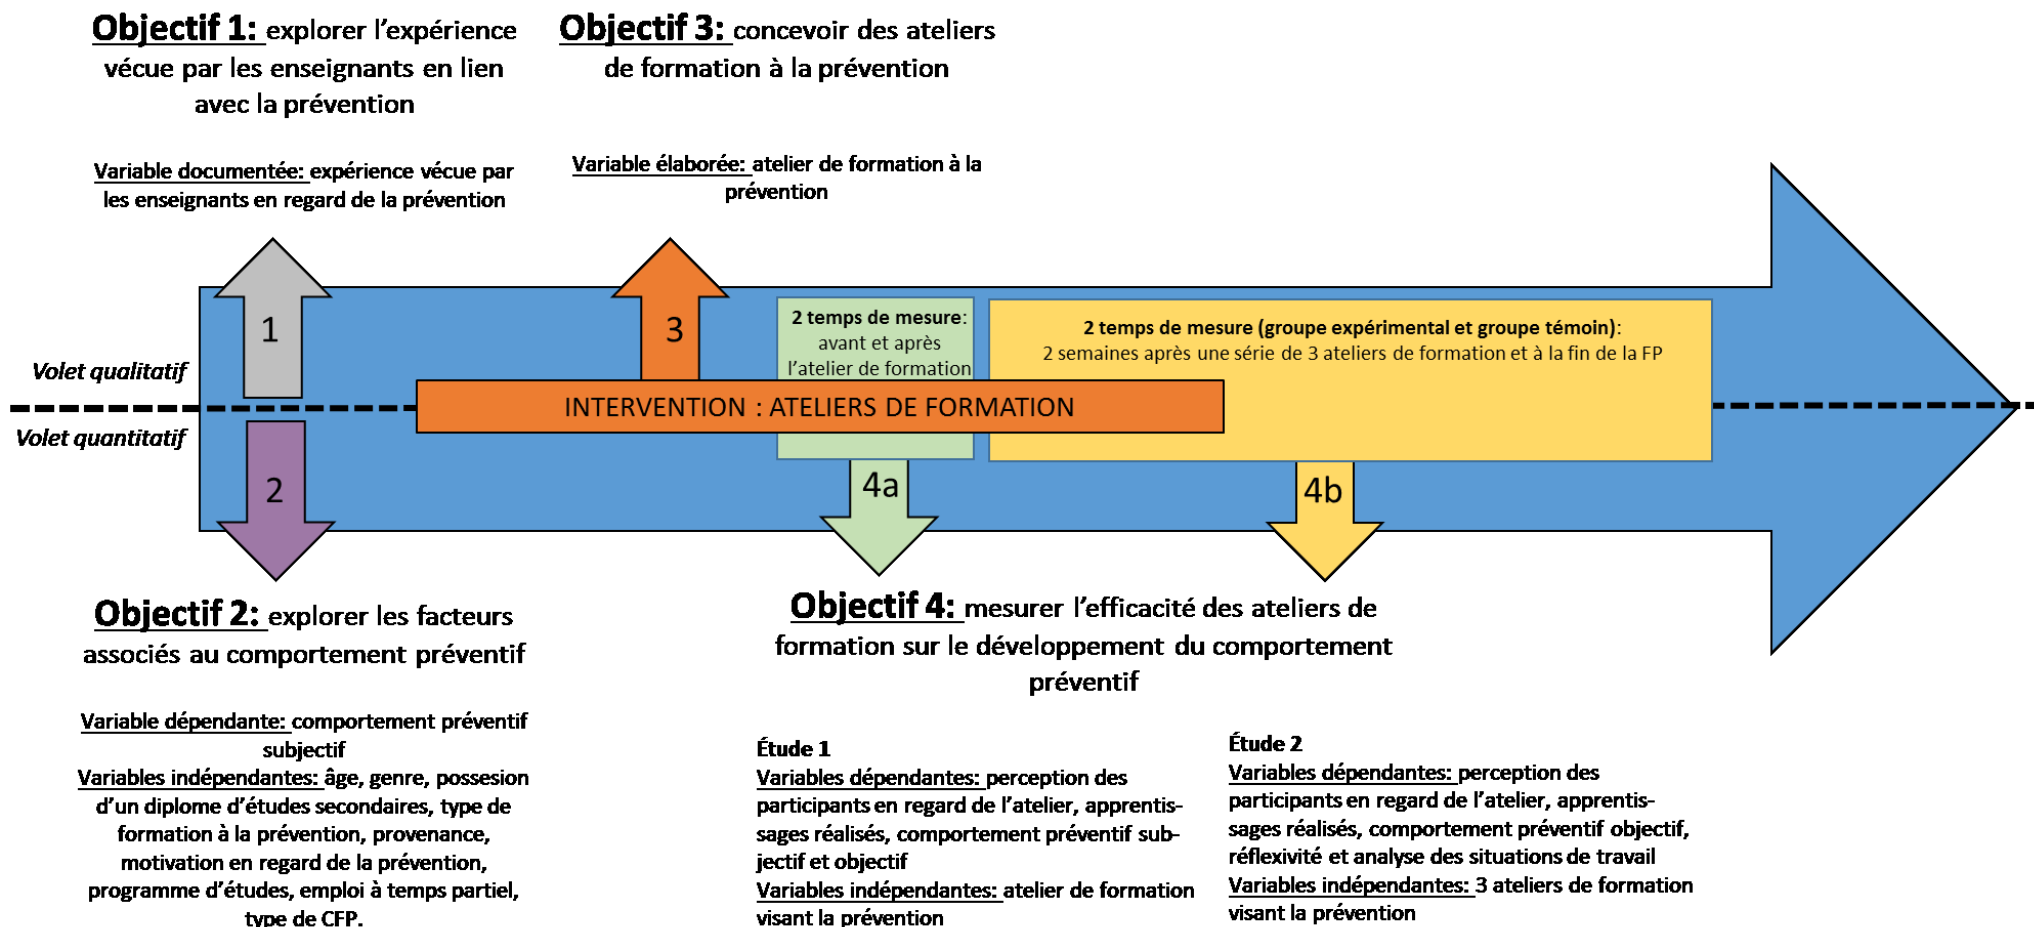 Objectif 1: explorer l'expérience
vécue par les enseignants en lien
avec la prévention
Variable documentée: expérience vécue par
les enseignants en regard de la prévention
Objectif 3: concevoir des ateliers
de formation à la prévention
Variable élaborée: atelier de formation à la
prévention
1
3
2 temps de mesure:
avant et après
l'atelier de formation
2 temps de mesure (groupe expérimental et groupe témoin):
2 semaines après une série de 3 ateliers de formation et à la fin de la FP
Volet qualitatif
INTERVENTION : ATELIERS DE FORMATION
Volet quantitatif
2
4a
4b
Objectif 2: explorer les facteurs
associés au comportement préventif
Variable dépendante: comportement préventif
subjectif
Variables indépendantes: âge, genre, possesion
d'un diplome d'études secondaires, type de
formation à la prévention, provenance,
motivation en regard de la prévention,
programme d'études, emploi à temps partiel,
type de CFP.
Objectif 4: mesurer l'efficacité des ateliers de
formation sur le développement du comportement
préventif
Étude 1
Variables dépendantes: perception des
participants en regard de l'atelier, apprentis-
sages réalisés, comportement préventif sub-
jectif et objectif
Variables indépendantes: atelier de formation
visant la prévention
Étude 2
Variables dépendantes: perception des
participants en regard de l'atelier, apprentis-
sages réalisés, comportement préventif objectif,
réflexivité et analyse des situations de travail
Variables indépendantes: 3 ateliers de formation
visant la prévention